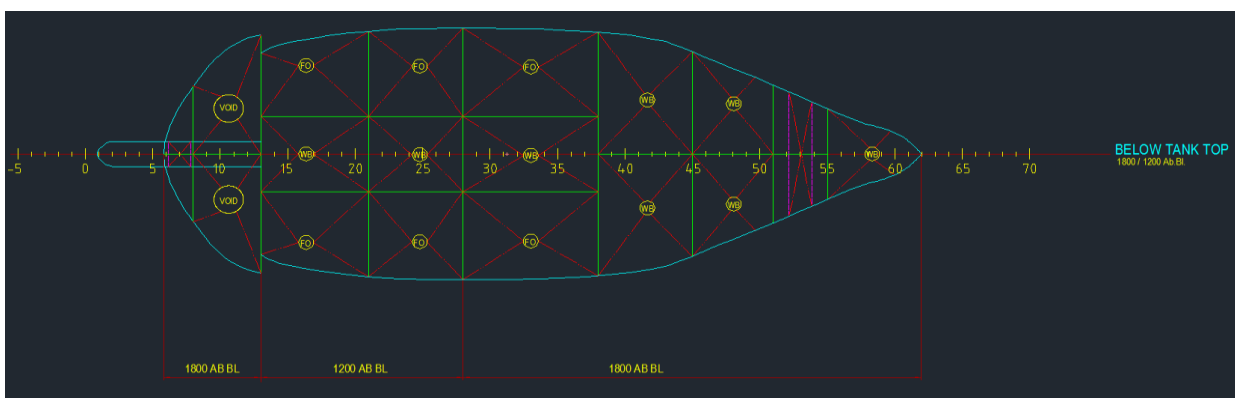 FO
FO
FO
WB
WB
VOID
WB
WB
WB
WB
BELOW TANK TOP
1800 / 1200 Ab.Bl.
-5
0
5
10
15
20
25
30
35
40
45
50
55
60
65
70
VOID
WB
WB
FO
FO
FO
1800 AB BL
1200 AB BL
1800 AB BL